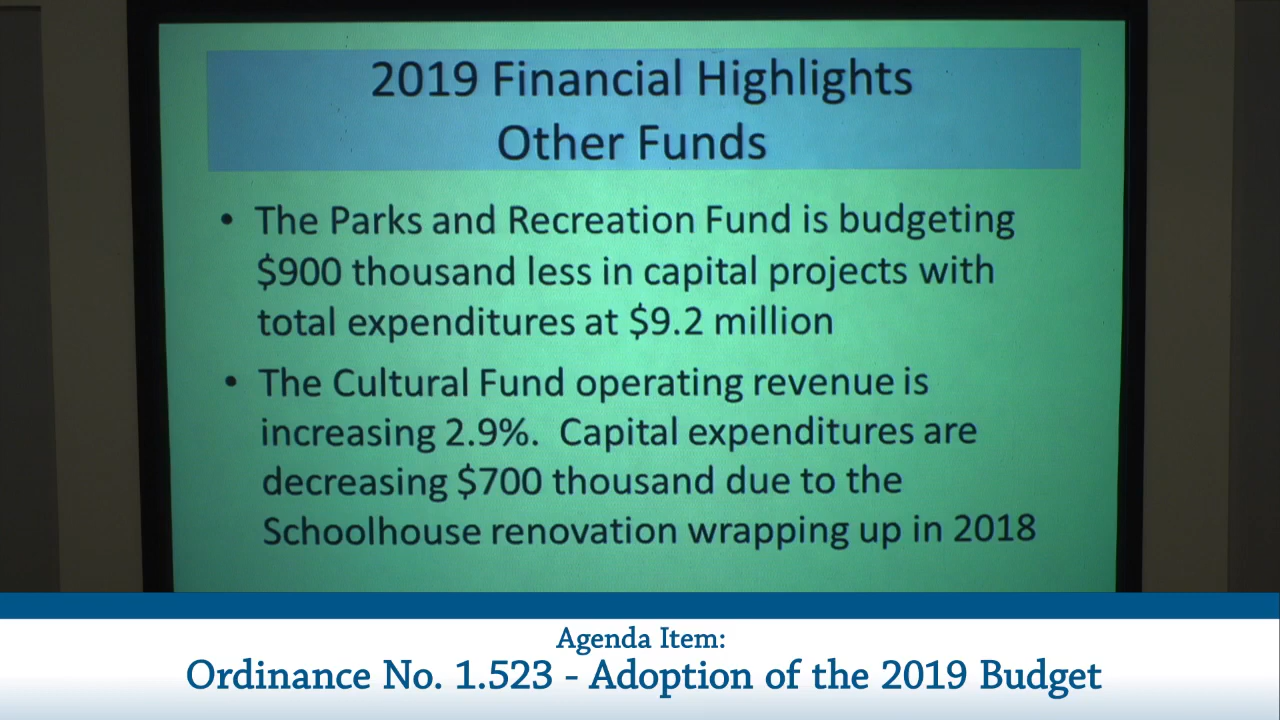 2019 Financial Highlights
Other Funds
• The Parks and Recreation Fund is budgeting
$900 thousand less in capital projects with
total expenditures at $9.2 million
• The Cultural Fund operating revenue is
increasing 2.9%.  Capital expenditures are
decreasing $700 thousand due to the
Schoolhouse renovation wrapping up in 2018
Agenda Item:
Ordinance No. 1.523 - Adoption of the 2019 Budget